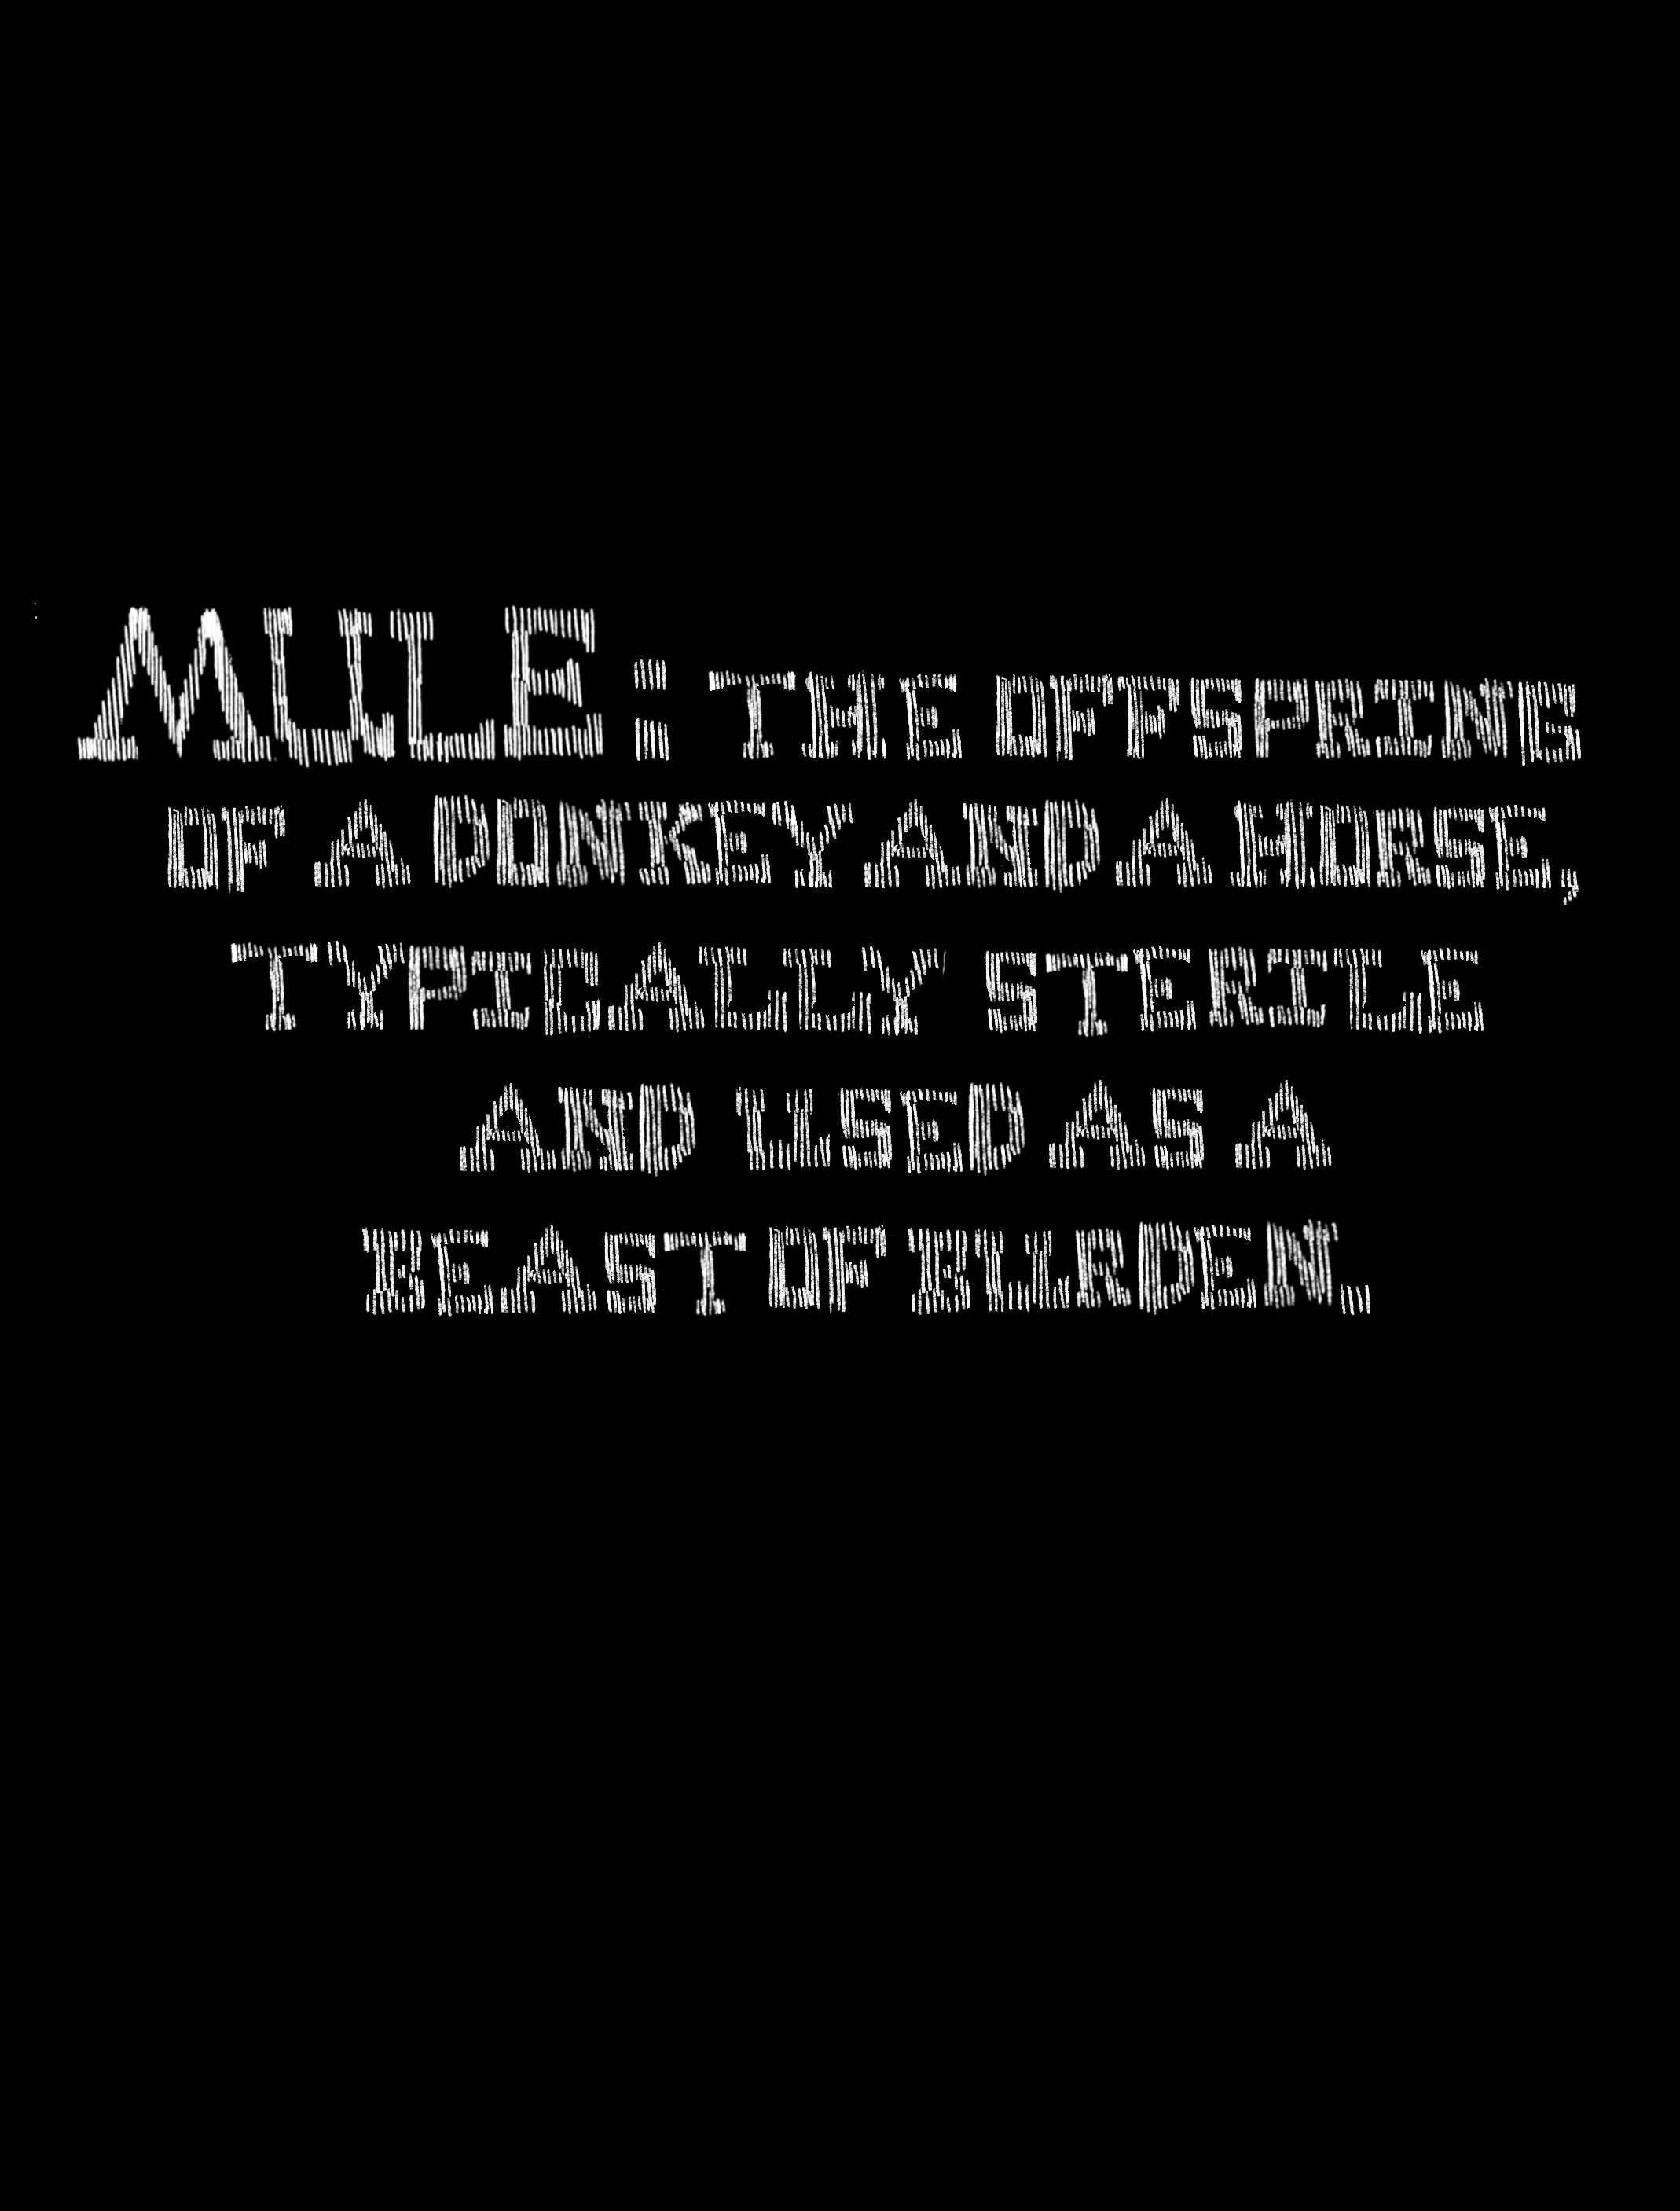 MULE: THE OFFSPRING
OF A DONKEY AND A HORSE,
TYPICALLY STERILE
AND USED AS A
BEAST OF BURDEN.